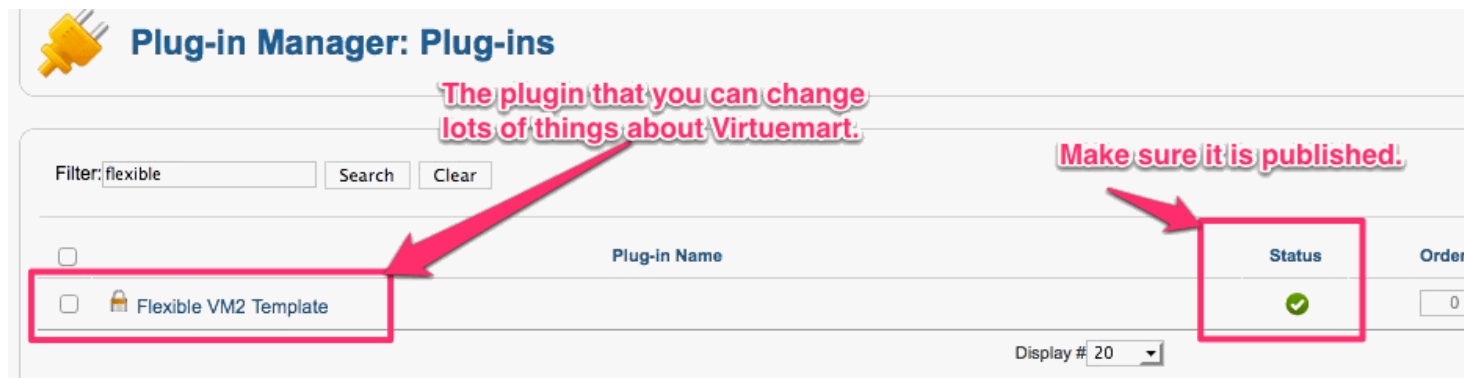 Plug-in Manager: Plug-ins
The plugin that you can change
lots of things about Virtuemart.
Make sure it is published.
Filter: flexible Search Clear
Plug-in Name Status Order
Flexible VM2 Template 0
Display # 20